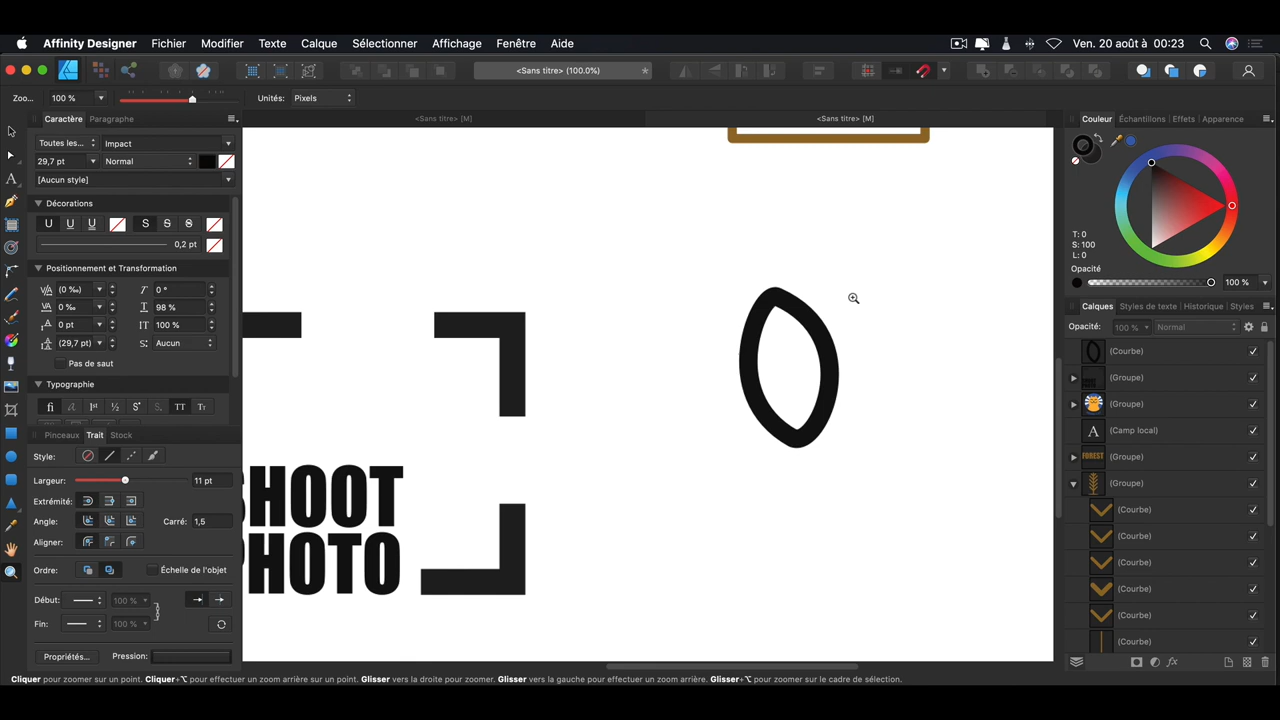 Affinity Designer Fichier Modifier Texte Calque Sélectionner Affichage Fenêtre Aide Ven. 20 août à 00:23
<Sans titre> (100.0%) *
Zoo... 100 % Unités: Pixels
Caractère Paragraphe
<Sans titre> [M] <Sans titre> [M]
Toutes les... Impact
29,7 pt Normal
[Aucun style]
Décorations
U U U S S S
0,2 pt
Positionnement et Transformation
(0 ‰) 0 °
0 ‰ 98 %
0 pt 100 %
(29,7 pt) Aucun
Pas de saut
Typographie
fi 1st ½ TT
Pinceaux Trait Stock
Style:
Largeur: 11 pt
Extrémité:
Angle: Carré: 1,5
Aligner:
Ordre: Échelle de l'objet
Début: 100 %
Fin: 100 %
Propriétés... Pression:
SHOOT
PHOTO
Couleur Échantillons Effets Apparence
T: 0
S: 100
L: 0
Opacité
100 %
Calques Styles de texte Historique Styles
Opacité: 100 % Normal
(Courbe)
(Groupe)
(Groupe)
A (Camp local)
FOREST (Groupe)
(Groupe)
(Courbe)
(Courbe)
(Courbe)
(Courbe)
(Courbe)
(Courbe)
Cliquer pour zoomer sur un point. Cliquer+⌥ pour effectuer un zoom arrière sur un point. Glisser vers la droite pour zoomer. Glisser vers la gauche pour effectuer un zoom arrière. Glisser+⌥ pour zoomer sur le cadre de sélection.